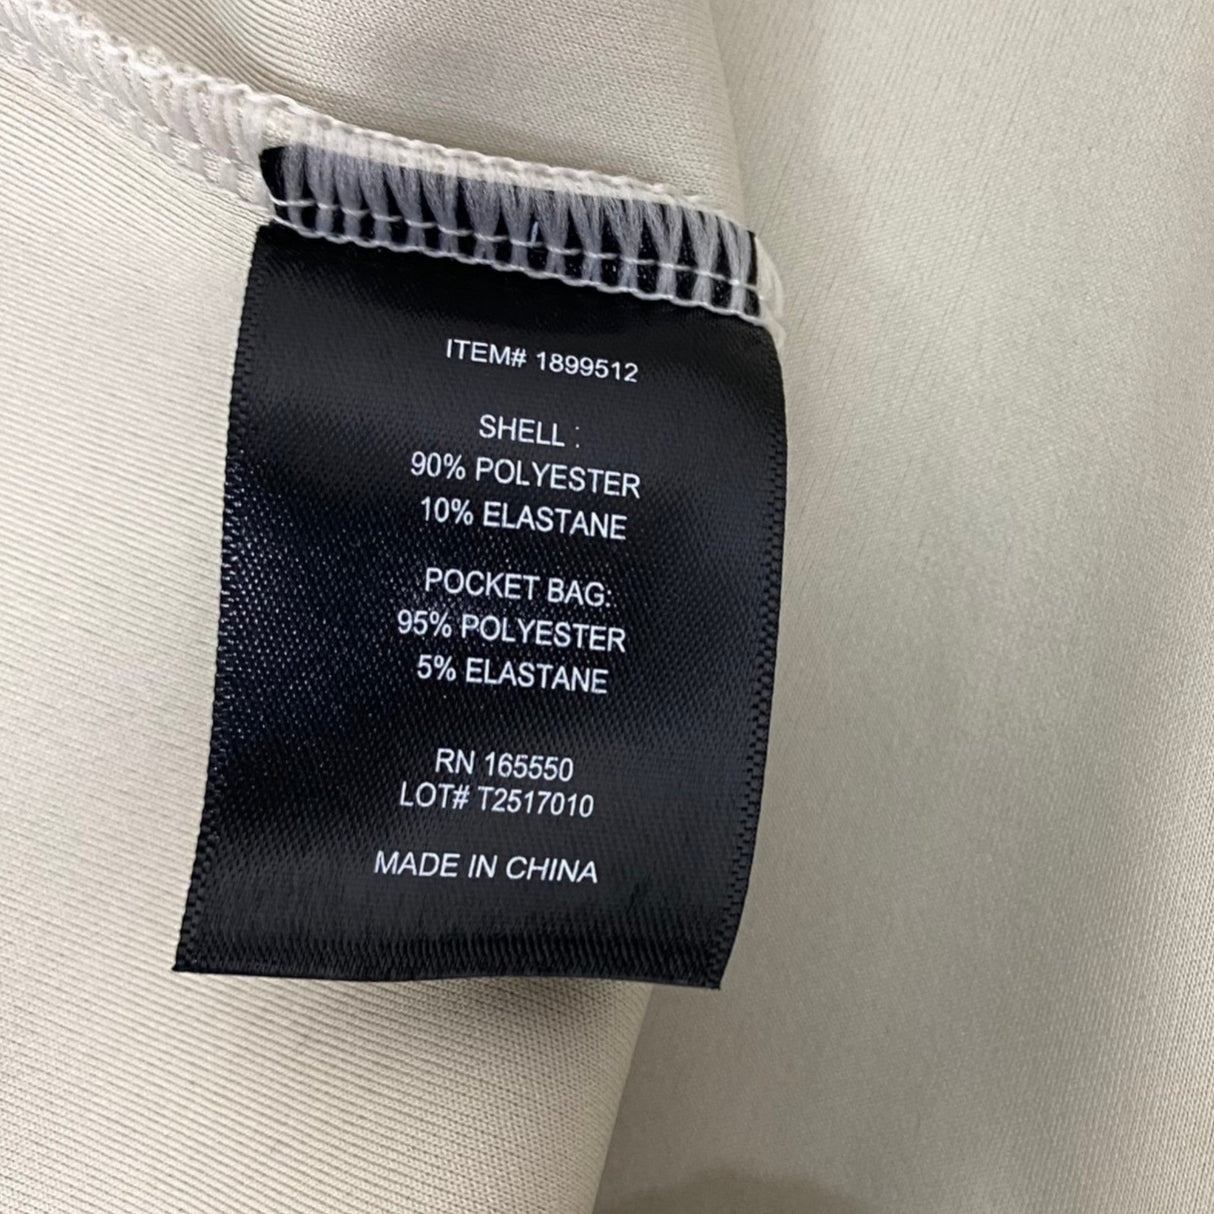 ITEM# 1899512
SHELL :
90% POLYESTER
10% ELASTANE
POCKET BAG:
95% POLYESTER
5% ELASTANE
RN 165550
LOT# T2517010
MADE IN CHINA